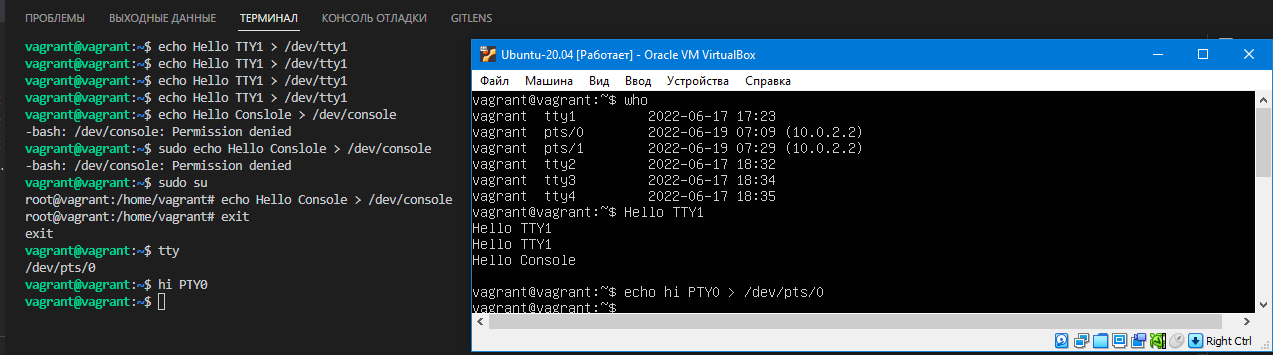 ПРОБЛЕМЫ ВЫХОДНЫЕ ДАННЫЕ ТЕРМИНАЛ КОНСОЛЬ ОТЛАДКИ GITLENS
vagrant@vagrant:~$ echo Hello TTY1 > /dev/tty1
vagrant@vagrant:~$ echo Hello TTY1 > /dev/tty1
vagrant@vagrant:~$ echo Hello TTY1 > /dev/tty1
vagrant@vagrant:~$ echo Hello TTY1 > /dev/tty1
vagrant@vagrant:~$ echo Hello Conslole > /dev/console
-bash: /dev/console: Permission denied
vagrant@vagrant:~$ sudo echo Hello Conslole > /dev/console
-bash: /dev/console: Permission denied
vagrant@vagrant:~$ sudo su
root@vagrant:/home/vagrant# echo Hello Console > /dev/console
root@vagrant:/home/vagrant# exit
exit
vagrant@vagrant:~$ tty
/dev/pts/0
vagrant@vagrant:~$ hi PTY0
vagrant@vagrant:~$
Ubuntu-20.04 [Работает] - Oracle VM VirtualBox
Файл Машина Вид Ввод Устройства Справка
vagrant@vagrant:~$ who
vagrant tty1 2022-06-17 17:23
vagrant pts/0 2022-06-19 07:09 (10.0.2.2)
vagrant pts/1 2022-06-19 07:29 (10.0.2.2)
vagrant tty2 2022-06-17 18:32
vagrant tty3 2022-06-17 18:34
vagrant tty4 2022-06-17 18:35
vagrant@vagrant:~$ Hello TTY1
Hello TTY1
Hello TTY1
Hello Console
vagrant@vagrant:~$ echo hi PTY0 > /dev/pts/0
vagrant@vagrant:~$
Right Ctrl